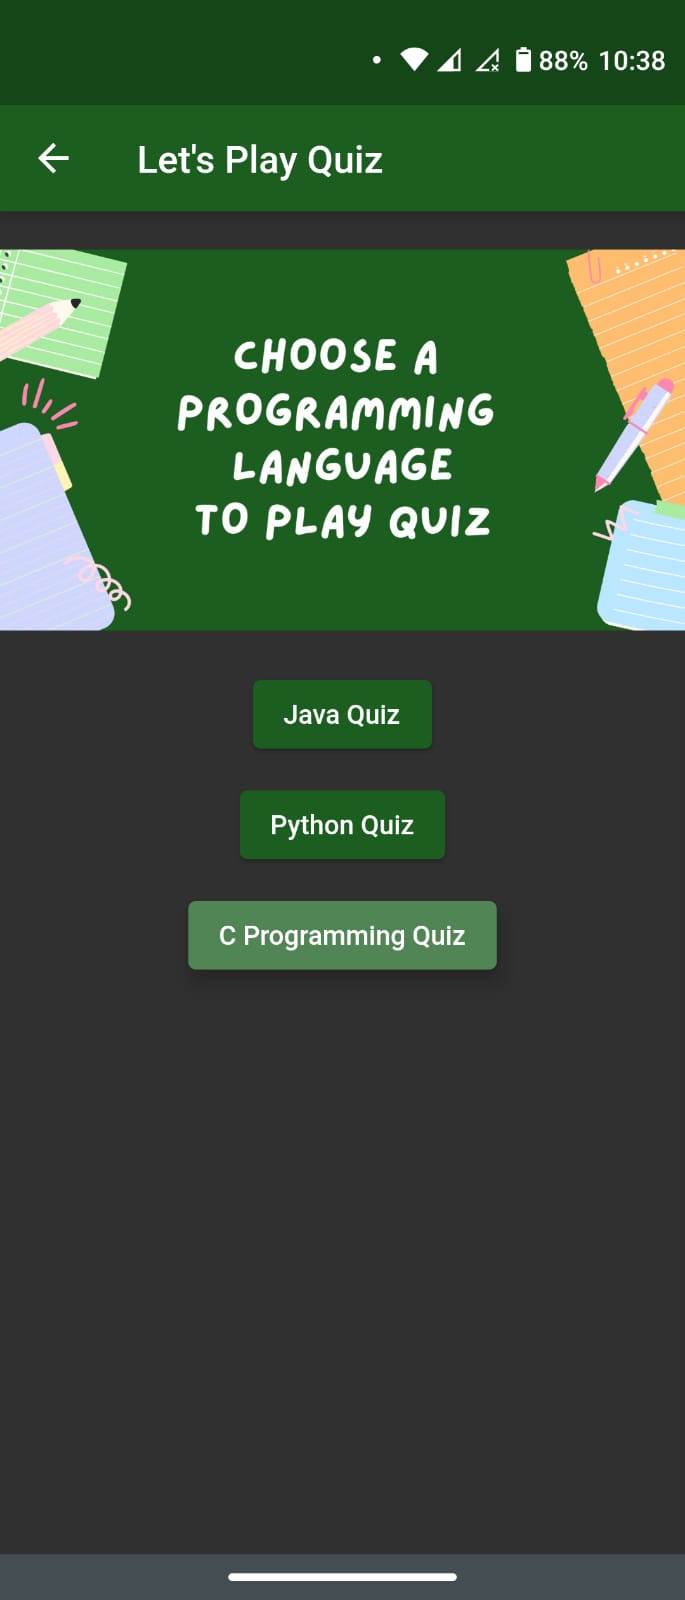 88% 10:38
Let's Play Quiz
CHOOSE A
PROGRAMMING
LANGUAGE
TO PLAY QUIZ
Java Quiz
Python Quiz
C Programming Quiz